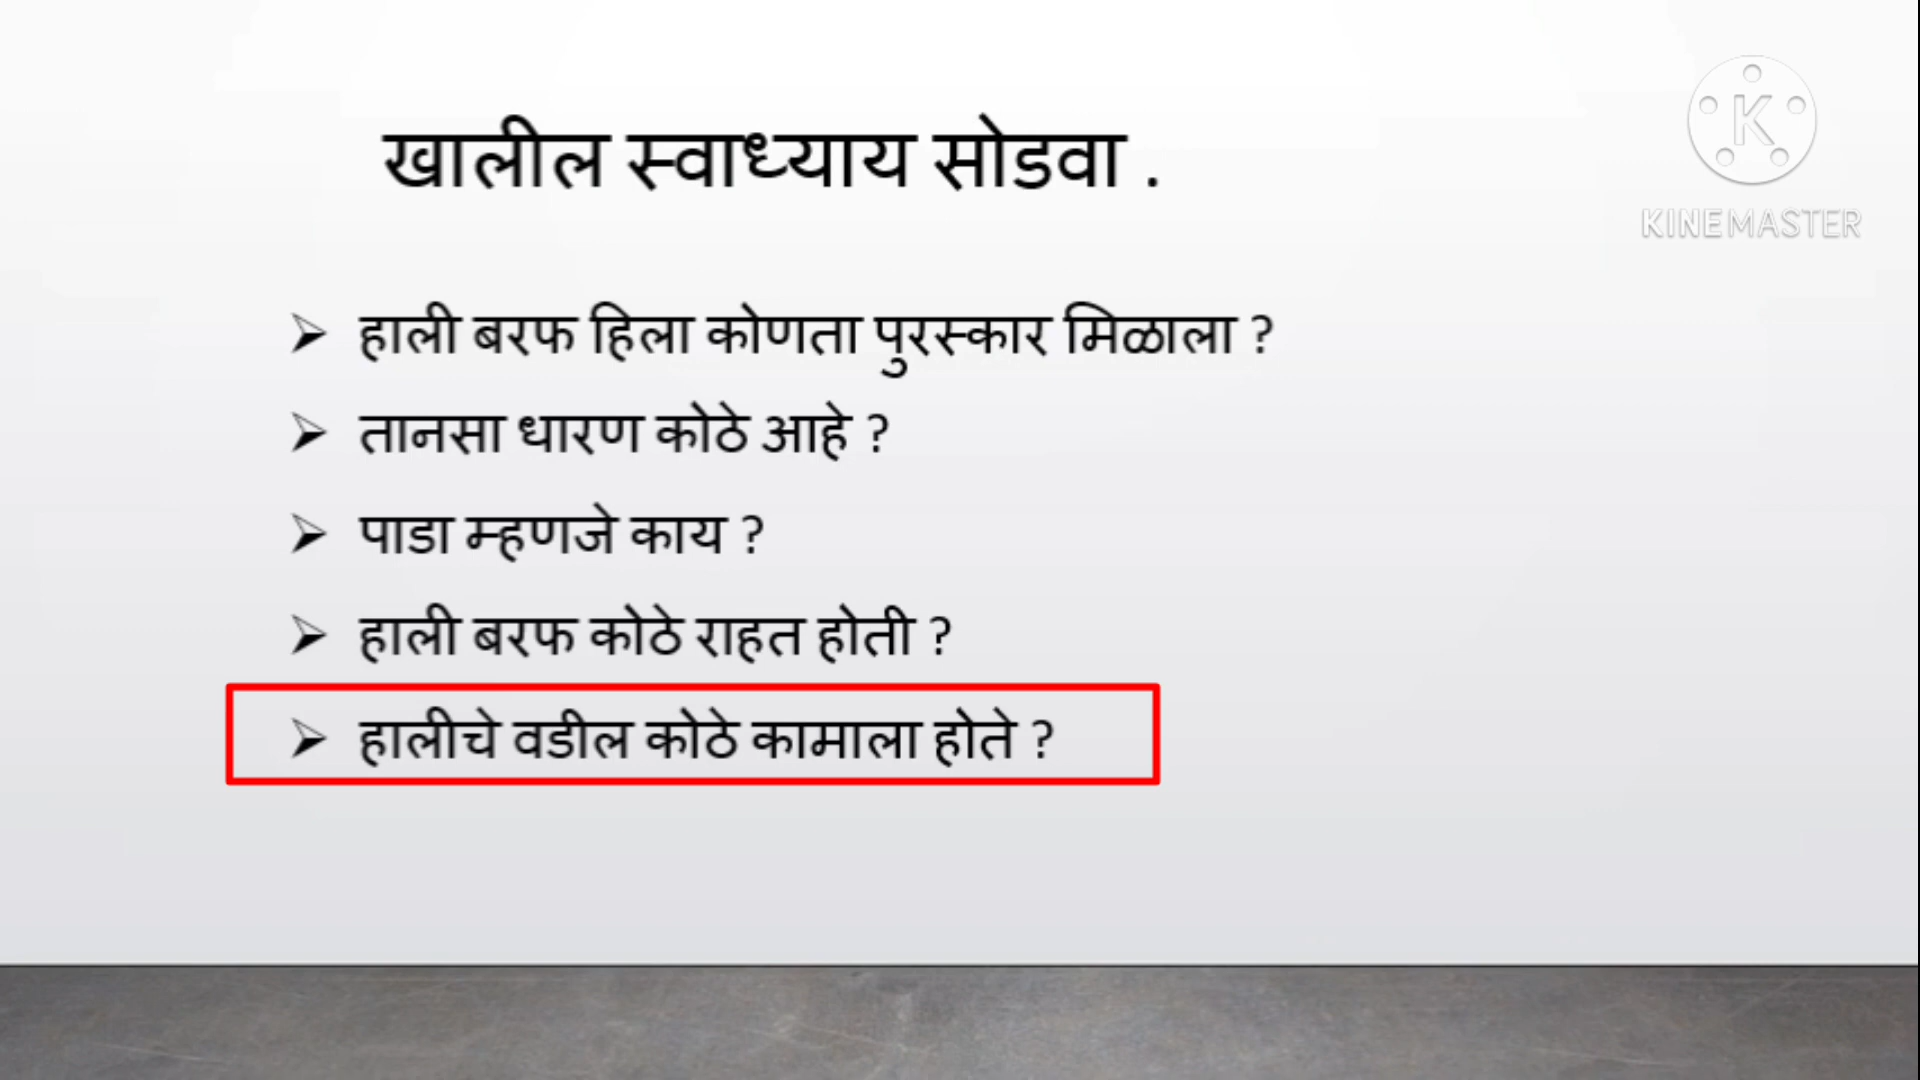 खालील स्वाध्याय सोडवा .
K
KINEMASTER
➢ हाली बरफ हिला कोणता पुरस्कार मिळाला ?
➢ तानसा धारण कोठे आहे ?
➢ पाडा म्हणजे काय ?
➢ हाली बरफ कोठे राहत होती ?
➢ हालीचे वडील कोठे कामाला होते ?